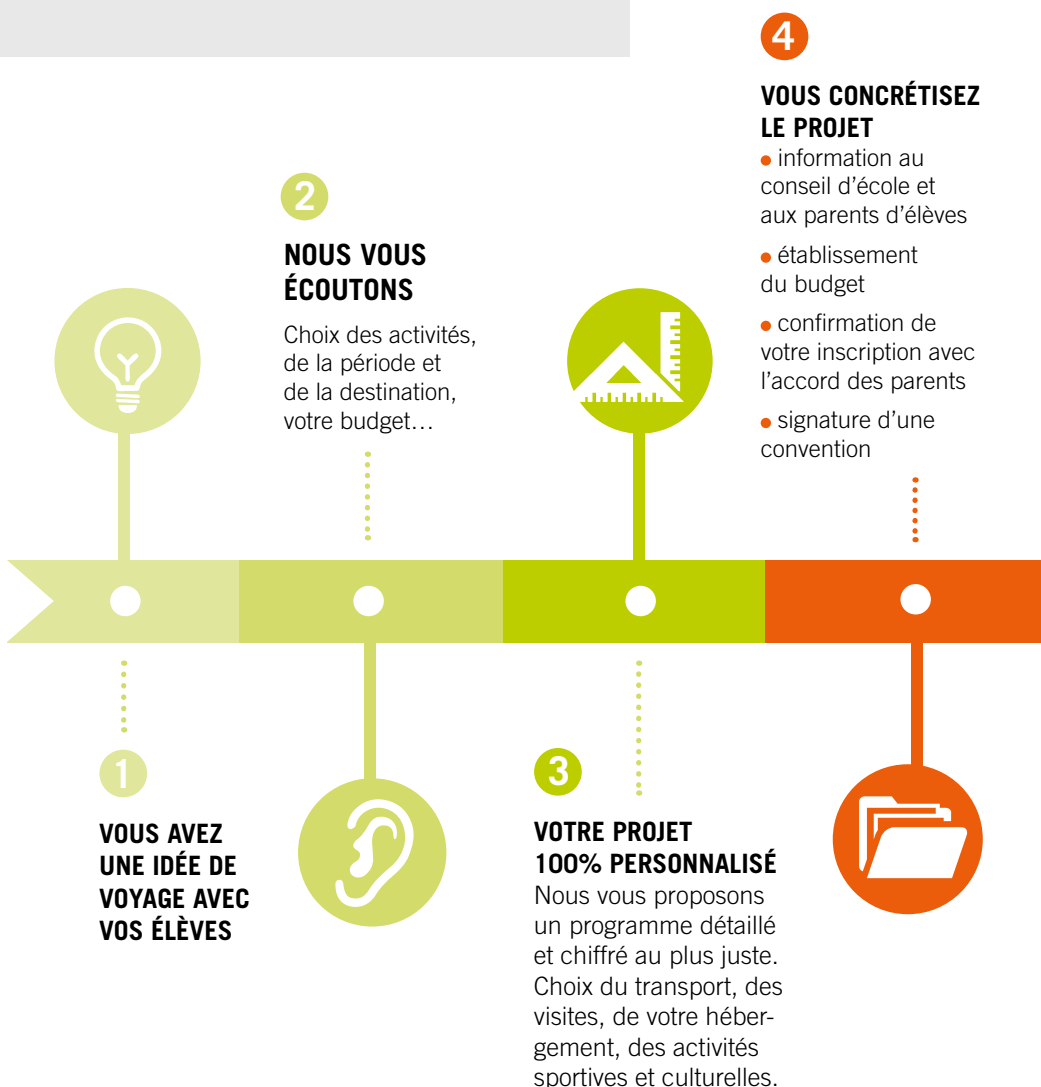 1
VOUS AVEZ
UNE IDÉE DE
VOYAGE AVEC
VOS ÉLÈVES
2
NOUS VOUS
ÉCOUTONS
Choix des activités,
de la période et
de la destination,
votre budget…
3
VOTRE PROJET
100% PERSONNALISÉ
Nous vous proposons
un programme détaillé
et chiffré au plus juste.
Choix du transport, des
visites, de votre héber-
gement, des activités
sportives et culturelles.
4
VOUS CONCRÉTISEZ
LE PROJET
• information au
conseil d’école et
aux parents d’élèves
• établissement
du budget
• confirmation de
votre inscription avec
l’accord des parents
• signature d’une
convention